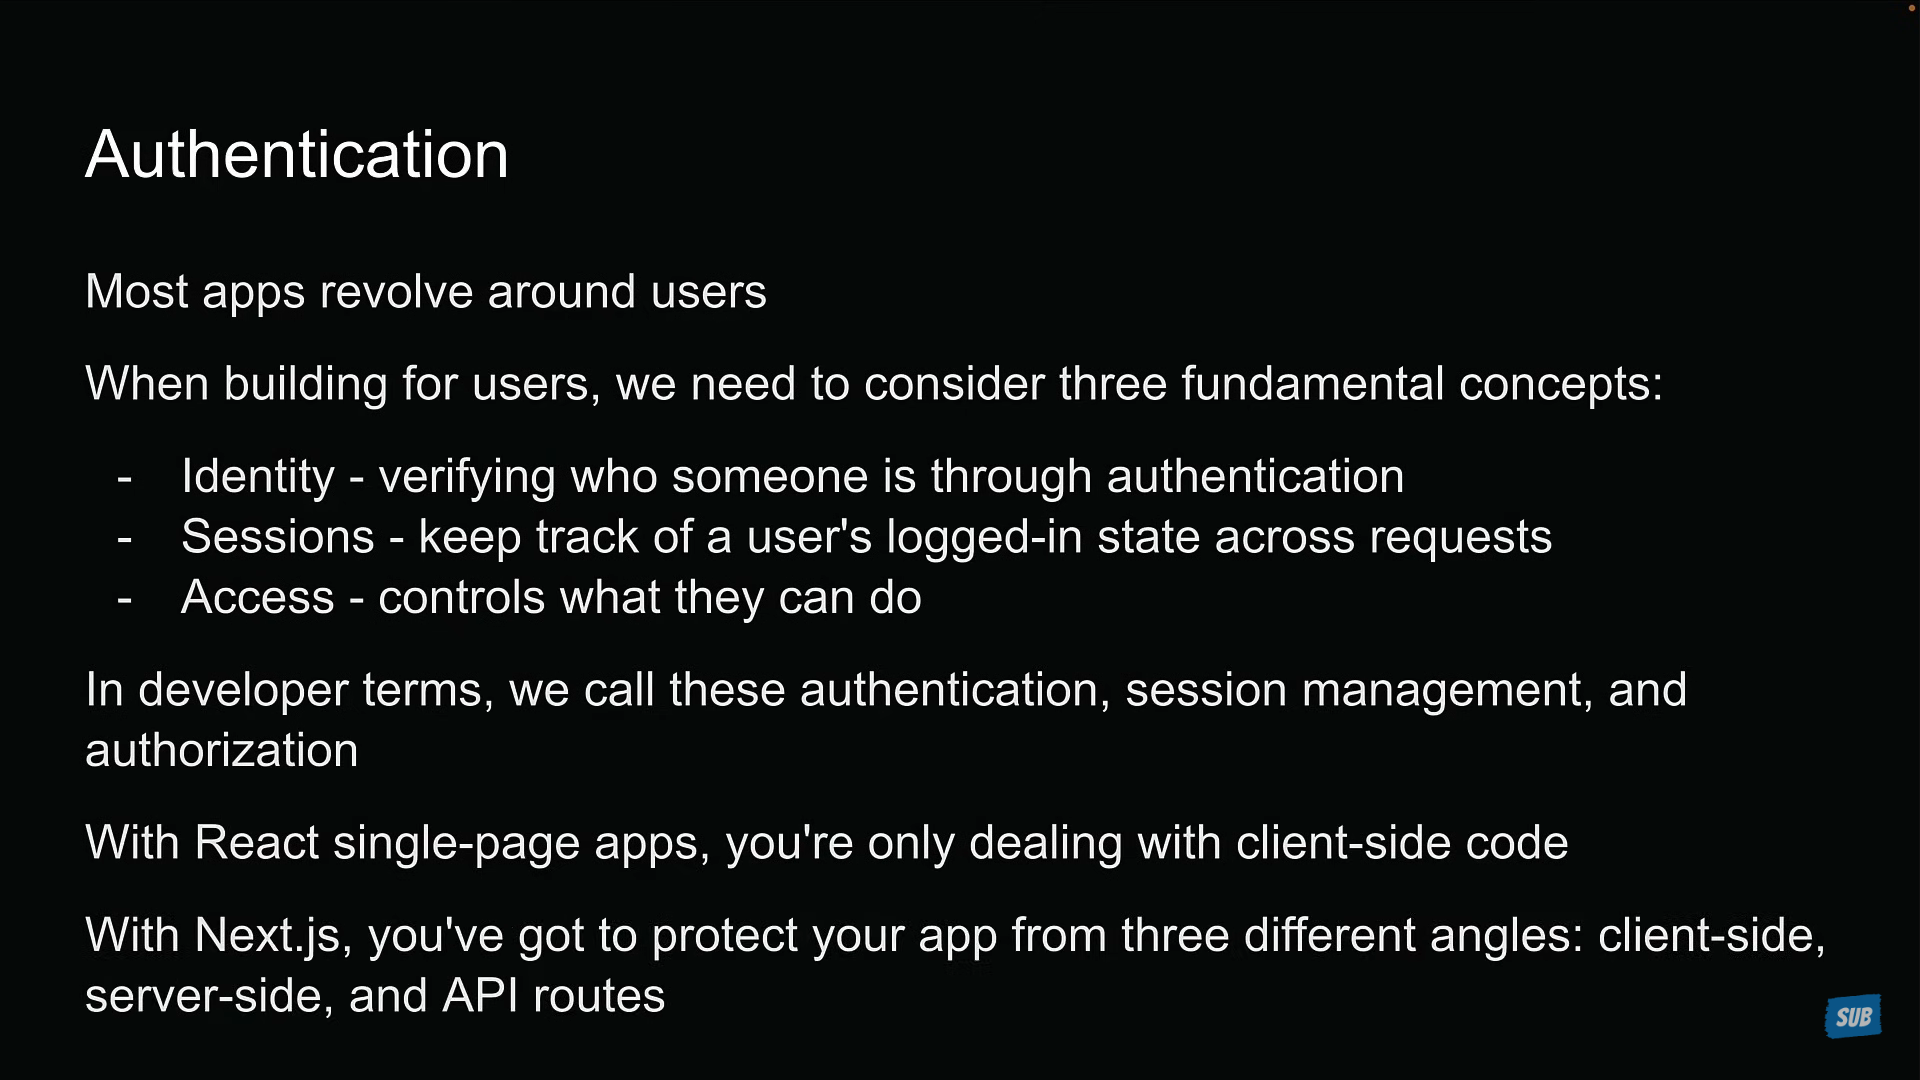 Authentication
Most apps revolve around users
When building for users, we need to consider three fundamental concepts:
- Identity - verifying who someone is through authentication
- Sessions - keep track of a user's logged-in state across requests
- Access - controls what they can do
In developer terms, we call these authentication, session management, and
authorization
With React single-page apps, you're only dealing with client-side code
With Next.js, you've got to protect your app from three different angles: client-side,
server-side, and API routes
SUB